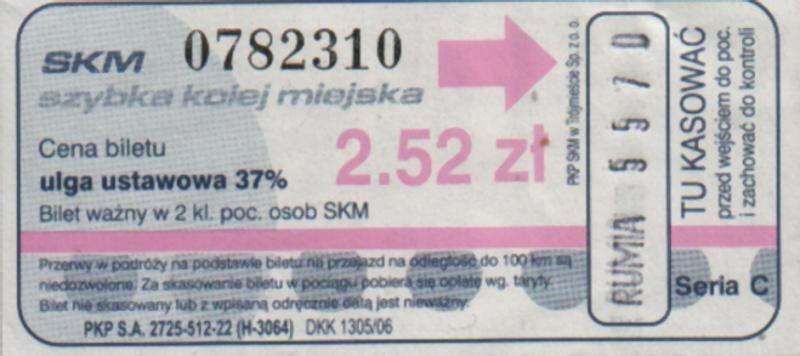 SKM 0782310
szybka kolej miejska
Cena biletu
ulga ustawowa 37%
2.52 zł
Bilet ważny w 2 kl. poc. osob SKM
Przerwy w podróży na podstawie biletu na przejazd na odległość do 100 km są
niedozwolone. Za skasowanie biletu w pociągu pobiera się opłatę wg. taryfy.
Bilet nie skasowany lub z wpisaną odręcznie datą jest nieważny.
PKP S.A. 2725-512-22 (H-3064) DKK 1305/06
PKP SKM w Trójmieście Sp. z o.o.
RUMIA 5570
TU KASOWAĆ
przed wejściem do poc.
i zachować do kontroli
Seria C